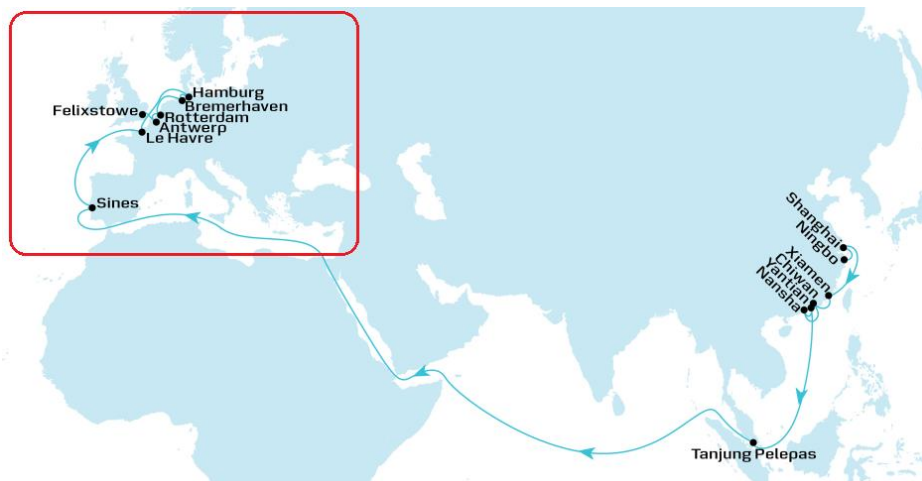 Hamburg
Bremerhaven
Felixstowe
Rotterdam
Antwerp
Le Havre
Sines
Shanghai
Ningbo
Xiamen
Chiwan
Yantian
Nansha
Tanjung Pelepas